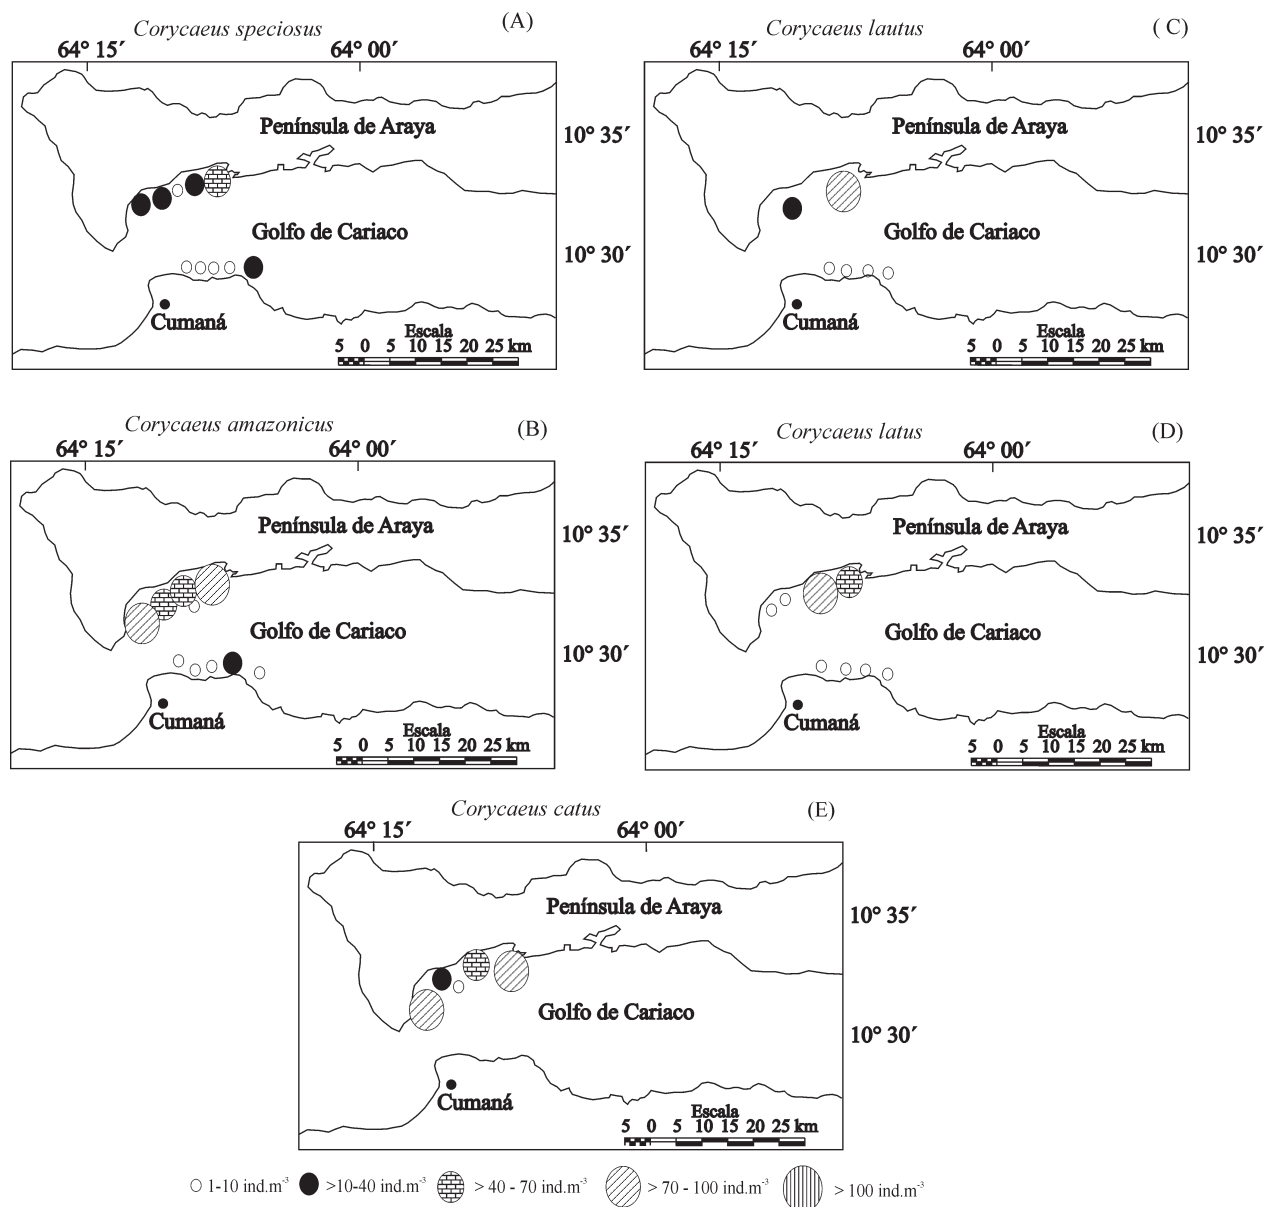 Corycaeus speciosus
(A)
64° 15´ 64° 00´
Península de Araya
10° 35´
Golfo de Cariaco
10° 30´
Cumaná
Escala
5 0 5 10 15 20 25 km
Corycaeus lautus
( C)
64° 15´ 64° 00´
Península de Araya
10° 35´
Golfo de Cariaco
10° 30´
Cumaná
Escala
5 0 5 10 15 20 25 km
Corycaeus amazonicus
(B)
64° 15´ 64° 00´
Península de Araya
10° 35´
Golfo de Cariaco
10° 30´
Cumaná
Escala
5 0 5 10 15 20 25 km
Corycaeus latus
(D)
64° 15´ 64° 00´
Península de Araya
10° 35´
Golfo de Cariaco
10° 30´
Cumaná
Escala
5 0 5 10 15 20 25 km
Corycaeus catus
(E)
64° 15´ 64° 00´
Península de Araya
10° 35´
Golfo de Cariaco
10° 30´
Cumaná
Escala
5 0 5 10 15 20 25 km
1-10 ind.m⁻³ >10-40 ind.m⁻³ > 40 - 70 ind.m⁻³ > 70 - 100 ind.m⁻³ > 100 ind.m⁻³